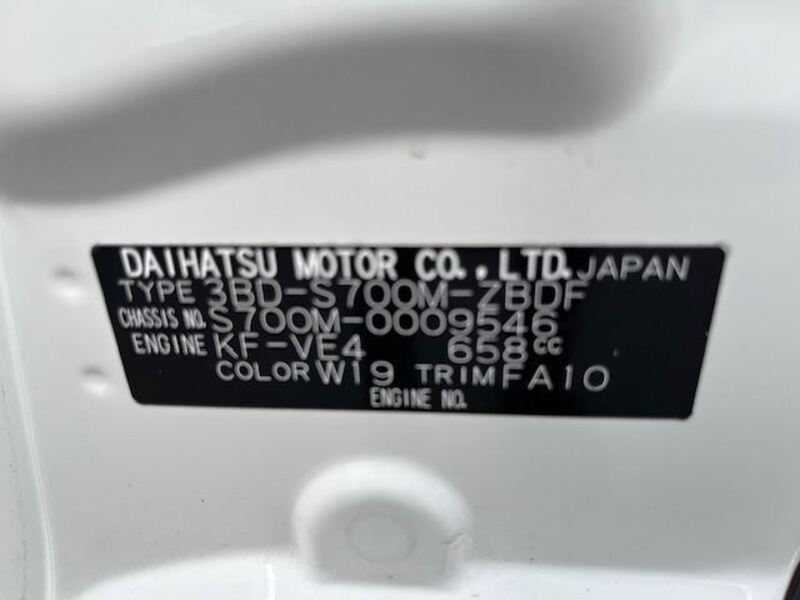 DAIHATSU MOTOR CO., LTD. JAPAN
TYPE 3BD-S700M-ZBDF
CHASSIS NO. S700M-0009546
ENGINE KF-VE4 658cc
COLOR W19 TRIM FA10
ENGINE NO.